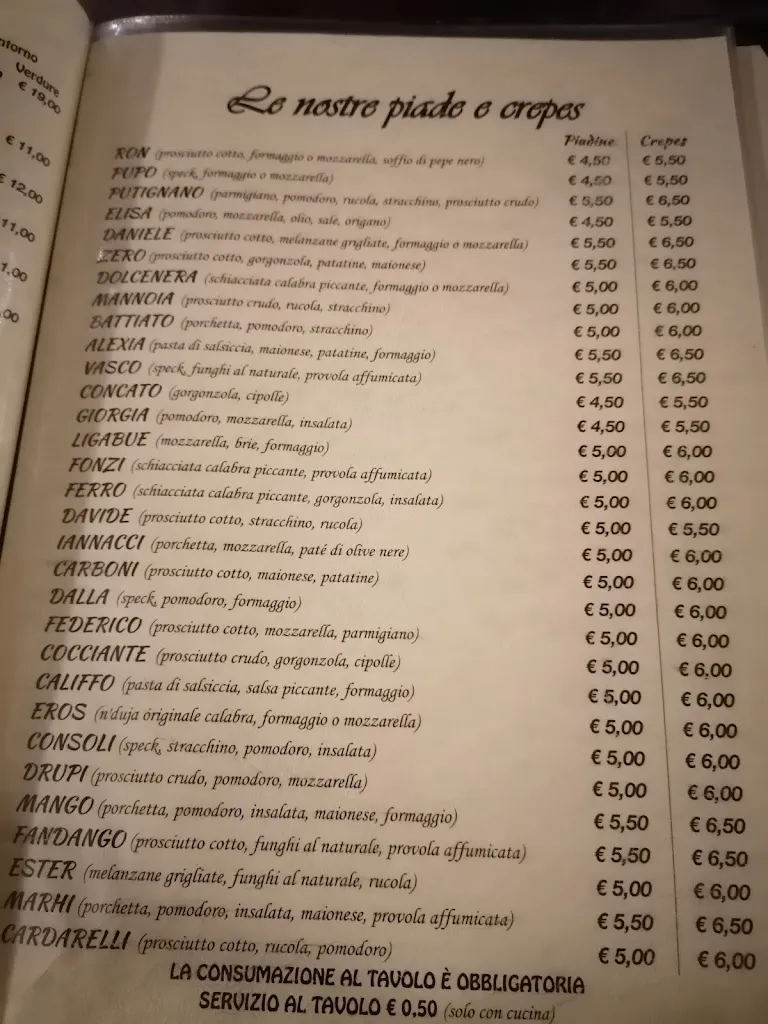 ntorno
Verdure
€ 19,00
€ 11,00
€ 12,00
11,00
1,00
,00
Le nostre piade e crepes
Piadine Crepes
RON (prosciutto cotto, formaggio o mozzarella, soffio di pepe nero) € 4,50 € 5,50
PUPO (speck, formaggio o mozzarella) € 4,50 € 5,50
PUTIGNANO (parmigiano, pomodoro, rucola, stracchino, prosciutto crudo) € 5,50 € 6,50
ELISA (pomodoro, mozzarella, olio, sale, origano) € 4,50 € 5,50
DANIELE (prosciutto cotto, melanzane grigliate, formaggio o mozzarella) € 5,50 € 6,50
ZERO (prosciutto cotto, gorgonzola, patatine, maionese) € 5,50 € 6,50
DOLCENERA (schiacciata calabra piccante, formaggio o mozzarella) € 5,00 € 6,00
MANNOIA (prosciutto crudo, rucola, stracchino) € 5,00 € 6,00
BATTIATO (porchetta, pomodoro, stracchino) € 5,00 € 6,00
ALEXIA (pasta di salsiccia, maionese, patatine, formaggio) € 5,50 € 6,50
VASCO (speck, funghi al naturale, provola affumicata) € 5,50 € 6,50
CONCATO (gorgonzola, cipolle) € 4,50 € 5,50
GIORGIA (pomodoro, mozzarella, insalata) € 4,50 € 5,50
LIGABUE (mozzarella, brie, formaggio) € 5,00 € 6,00
FONZI (schiacciata calabra piccante, provola affumicata) € 5,00 € 6,00
FERRO (schiacciata calabra piccante, gorgonzola, insalata) € 5,00 € 6,00
DAVIDE (prosciutto cotto, stracchino, rucola) € 5,00 € 5,50
IANNACCI (porchetta, mozzarella, paté di olive nere) € 5,00 € 6,00
CARBONI (prosciutto cotto, maionese, patatine) € 5,00 € 6,00
DALLA (speck, pomodoro, formaggio) € 5,00 € 6,00
FEDERICO (prosciutto cotto, mozzarella, parmigiano) € 5,00 € 6,00
COCCIANTE (prosciutto crudo, gorgonzola, cipolle) € 5,00 € 6,00
CALIFFO (pasta di salsiccia, salsa piccante, formaggio) € 5,00 € 6,00
EROS (n'duja originale calabra, formaggio o mozzarella) € 5,00 € 6,00
CONSOLI (speck, stracchino, pomodoro, insalata) € 5,00 € 6,00
DRUPI (prosciutto crudo, pomodoro, mozzarella) € 5,00 € 6,00
MANGO (porchetta, pomodoro, insalata, maionese, formaggio) € 5,50 € 6,50
FANDANGO (prosciutto cotto, funghi al naturale, provola affumicata) € 5,50 € 6,50
ESTER (melanzane grigliate, funghi al naturale, rucola) € 5,00 € 6,00
MARHI (porchetta, pomodoro, insalata, maionese, provola affumicata) € 5,50 € 6,50
CARDARELLI (prosciutto cotto, rucola, pomodoro) € 5,00 € 6,00
LA CONSUMAZIONE AL TAVOLO È OBBLIGATORIA
SERVIZIO AL TAVOLO € 0,50 (solo con cucina)